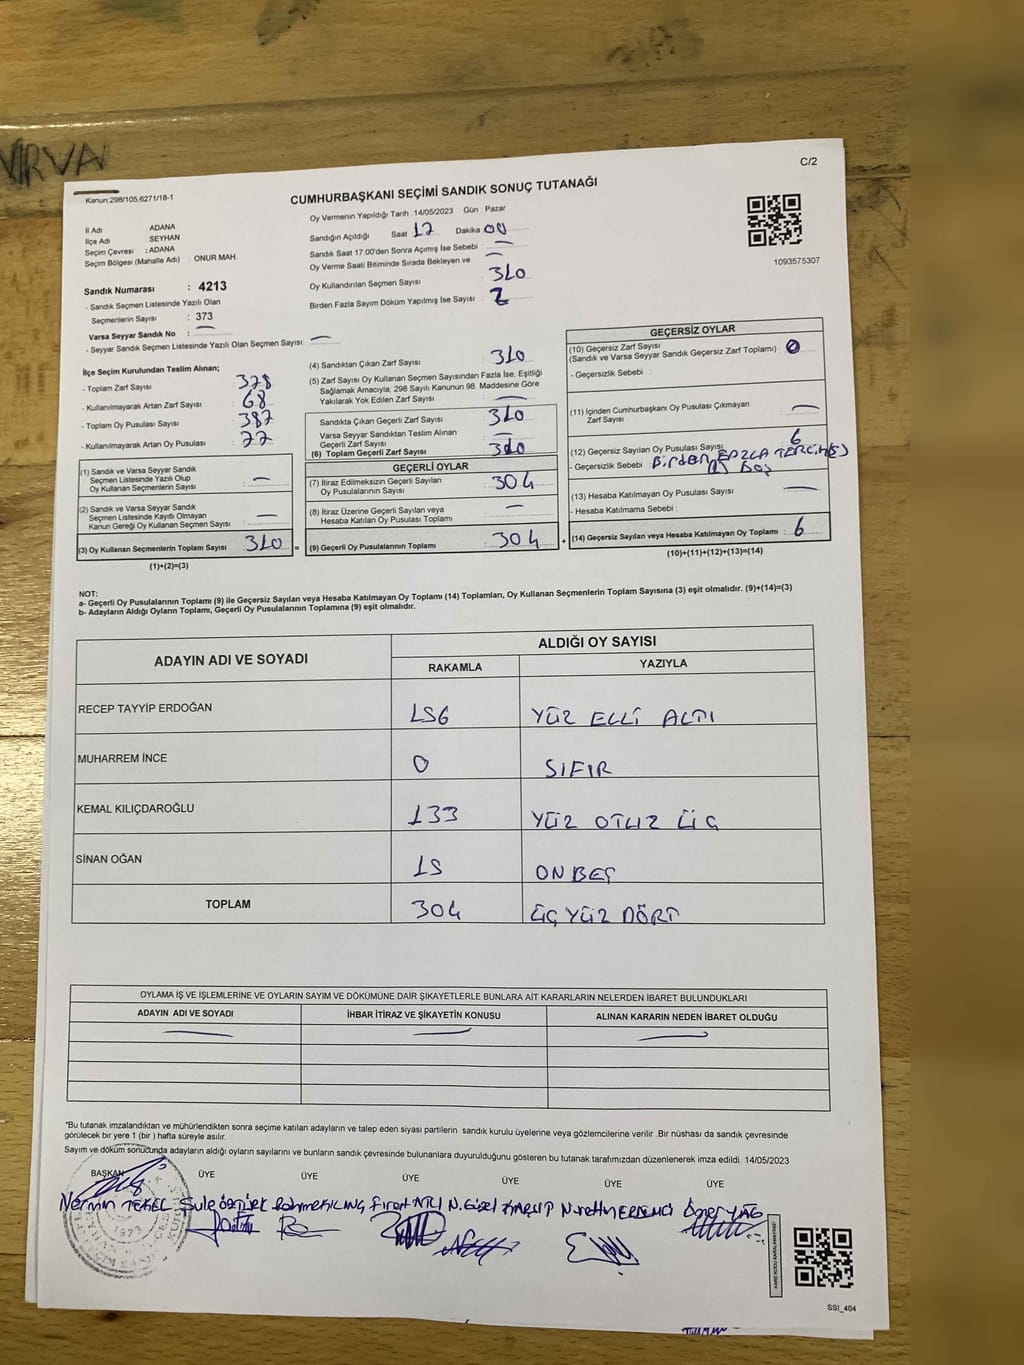 NIRVA
C/2
Kanun:298/105.6271/18-1
CUMHURBAŞKANI SEÇİMİ SANDIK SONUÇ TUTANAĞI
İl Adı ADANA
İlçe Adı : SEYHAN
Seçim Çevresi : ADANA
Seçim Bölgesi (Mahalle Adı) : ONUR MAH
Oy Vermenin Yapıldığı Tarih : 14/05/2023 Gün : Pazar
Sandığın Açıldığı Saat 17 Dakika 00
Sandık Saat 17:00'den Sonra Açımış İse Sebebi : —
Oy Verme Saati Bitiminde Sırada Bekleyen ve
Oy Kullandırılan Seçmen Sayısı : 310
Birden Fazla Sayım Döküm Yapılmış İse Sayısı : 2
1093575307
Sandık Numarası : 4213
- Sandık Seçmen Listesinde Yazılı Olan
Seçmenlerin Sayısı : 373
Varsa Seyyar Sandık No : —
- Seyyar Sandık Seçmen Listesinde Yazılı Olan Seçmen Sayısı: —
İlçe Seçim Kurulundan Teslim Alınan;
- Toplam Zarf Sayısı : 378
- Kullanılmayarak Artan Zarf Sayısı : 68
- Toplam Oy Pusulası Sayısı : 387
- Kullanılmayarak Artan Oy Pusulası : 77
(1) Sandık ve Varsa Seyyar Sandık
Seçmen Listesinde Yazılı Olup
Oy Kullanan Seçmenlerin Sayısı : —
(2) Sandık ve Varsa Seyyar Sandık
Seçmen Listesinde Kayıtlı Olmayan
Kanun Gereği Oy Kullanan Seçmen Sayısı : —
(3) Oy Kullanan Seçmenlerin Toplam Sayısı : 310 =
(1)+(2)=(3)
(4) Sandıktan Çıkan Zarf Sayısı : 310
(5) Zarf Sayısı Oy Kullanan Seçmen Sayısından Fazla İse, Eşitliği
Sağlamak Amacıyla; 298 Sayılı Kanunun 98. Maddesine Göre
Yakılarak Yok Edilen Zarf Sayısı : —
Sandıkta Çıkan Geçerli Zarf Sayısı : 310
Varsa Seyyar Sandıktan Teslim Alınan
Geçerli Zarf Sayısı : —
(6) Toplam Geçerli Zarf Sayısı : 310
GEÇERLİ OYLAR
(7) İtiraz Edilmeksizin Geçerli Sayılan
Oy Pusulalarının Sayısı : 304
(8) İtiraz Üzerine Geçerli Sayılan veya
Hesaba Katılan Oy Pusulası Toplamı : —
(9) Geçerli Oy Pusulalarının Toplamı : 304 +
GEÇERSİZ OYLAR
(10) Geçersiz Zarf Sayısı
(Sandık ve Varsa Seyyar Sandık Geçersiz Zarf Toplamı) : 0
- Geçersizlik Sebebi :
(11) İçinden Cumhurbaşkanı Oy Pusulası Çıkmayan
Zarf Sayısı : —
(12) Geçersiz Sayılan Oy Pusulası Sayısı : 6
- Geçersizlik Sebebi : BİrdEN FAZLA TERCİH(5)
(1) BOŞ
(13) Hesaba Katılmayan Oy Pusulası Sayısı : —
- Hesaba Katılmama Sebebi :
(14) Geçersiz Sayılan veya Hesaba Katılmayan Oy Toplamı : 6
(10)+(11)+(12)+(13)=(14)
NOT:
a- Geçerli Oy Pusulalarının Toplamı (9) ile Geçersiz Sayılan veya Hesaba Katılmayan Oy Toplamı (14) Toplamları, Oy Kullanan Seçmenlerin Toplam Sayısına (3) eşit olmalıdır. (9)+(14)=(3)
b- Adayların Aldığı Oyların Toplamı, Geçerli Oy Pusulalarının Toplamına (9) eşit olmalıdır.
ADAYIN ADI VE SOYADI ALDIĞI OY SAYISI
RAKAMLA YAZIYLA
RECEP TAYYİP ERDOĞAN 156 YÜZ ELLİ ALTI
MUHARREM İNCE 0 SIFIR
KEMAL KILIÇDAROĞLU 133 YÜZ OTUZ ÜÇ
SİNAN OĞAN 15 ON BEŞ
TOPLAM 304 ÜÇ YÜZ DÖRT
OYLAMA İŞ VE İŞLEMLERİNE VE OYLARIN SAYIM VE DÖKÜMÜNE DAİR ŞİKAYETLERLE BUNLARA AİT KARARLARIN NELERDEN İBARET BULUNDUKLARI
ADAYIN ADI VE SOYADI İHBAR İTİRAZ VE ŞİKAYETİN KONUSU ALINAN KARARIN NEDEN İBARET OLDUĞU
— — —
"Bu tutanak imzalandıktan ve mühürlendikten sonra seçime katılan adayların ve talep eden siyasi partilerin sandık kurulu üyelerine veya gözlemcilerine verilir .Bir nüshası da sandık çevresinde
görülecek bir yere 1 (bir ) hafta süreyle asılır.
Sayım ve döküm sonucunda adayların aldığı oyların sayılarını ve bunların sandık çevresinde bulunanlara duyurulduğunu gösteren bu tutanak tarafımızdan düzenlenerek imza edildi. 14/05/2023
BAŞKAN ÜYE ÜYE ÜYE ÜYE ÜYE ÜYE
Nermin TEKEL Şule ÖZTÜRK Rahime KILINÇ Fırat ATLI N.Gizel Nurettin ERDEMCİ Ömer YAĞ
1923
SSI_404